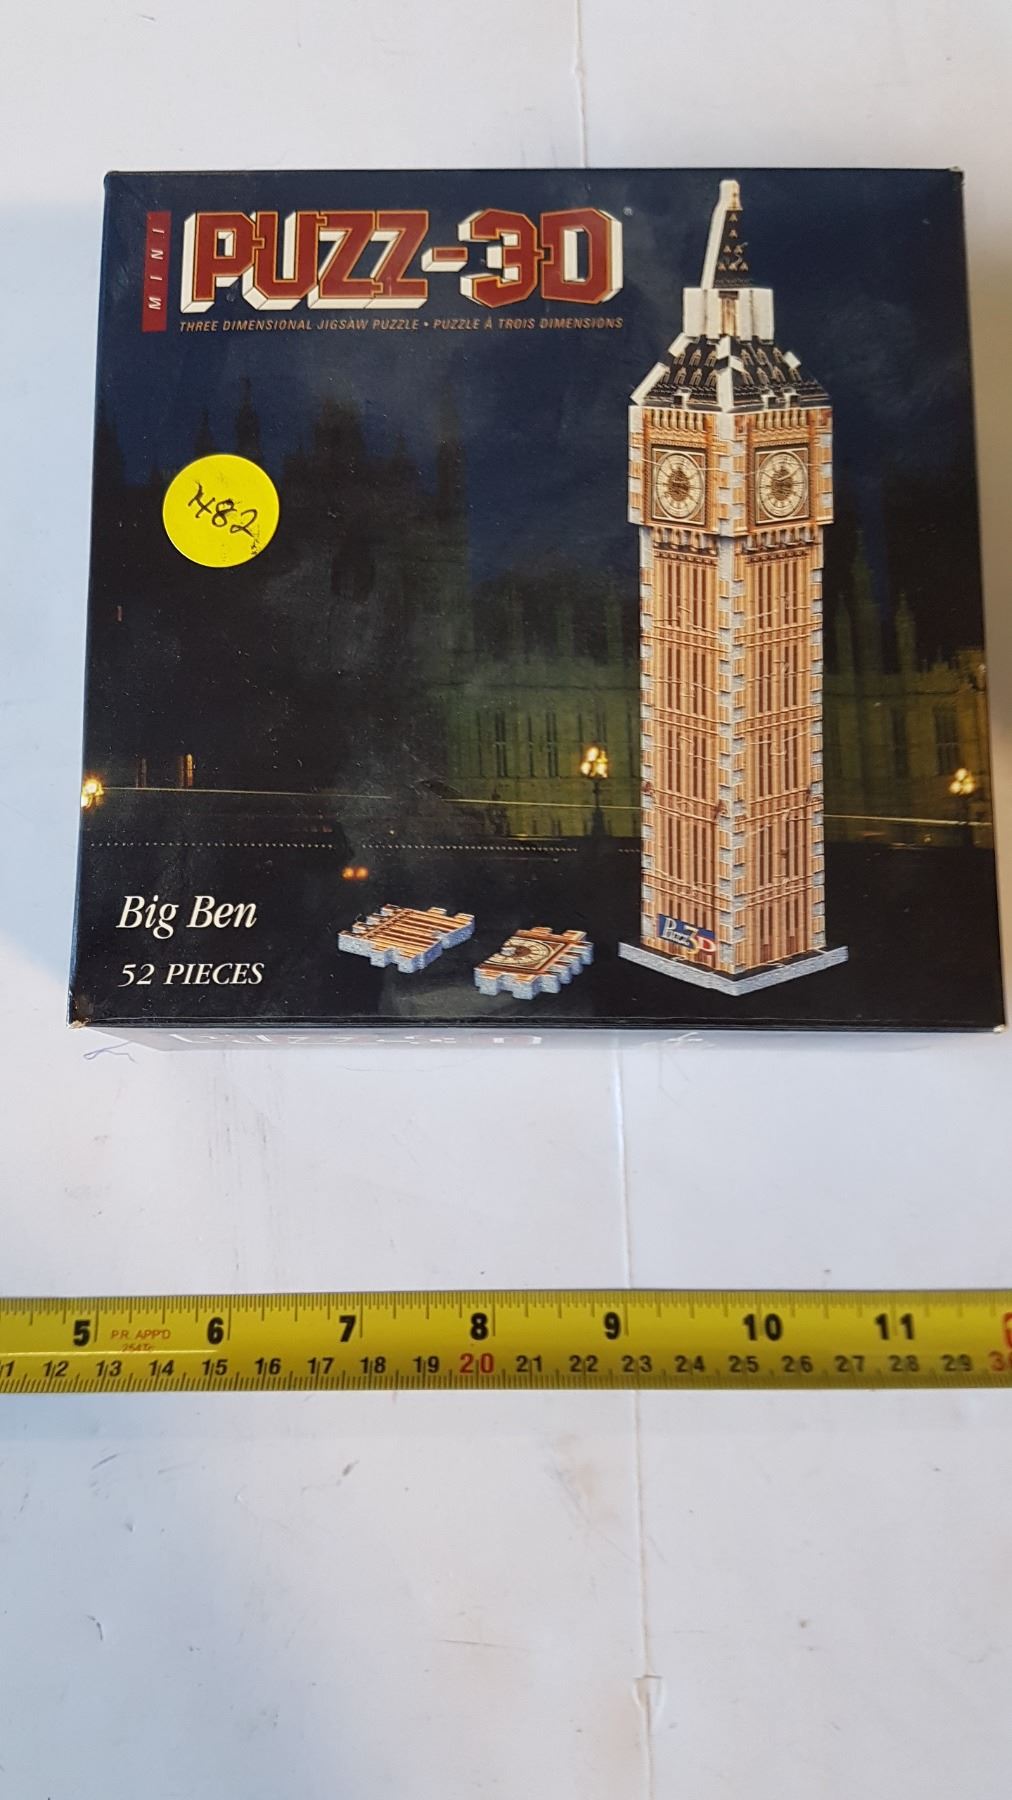 MINI
PUZZ-3D®
THREE DIMENSIONAL JIGSAW PUZZLE • PUZZLE À TROIS DIMENSIONS
482
Big Ben
52 PIECES
Puzz 3D
5 P.R. APP'D 6 7 8 9 10 11
12 13 14 15 16 17 18 19 20 21 22 23 24 25 26 27 28 29